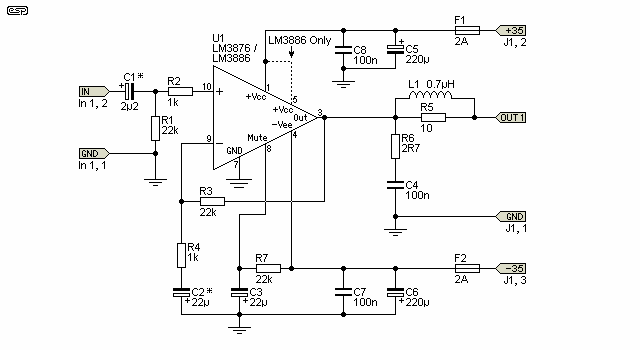 esp
U1
LM3876 /
LM3886
LM3886 Only
F1
2A
+35
J1, 2
C8
100n
C5
220µ
+
IN
In 1, 2
C1*
+
2µ2
R2
1k
R1
22k
GND
In 1, 1
10
+
9
−
+Vcc
1
+Vcc
5
Out
3
−Vee
4
Mute
8
GND
7
L1 0.7µH
R5
10
OUT1
R6
2R7
C4
100n
GND
J1, 1
R3
22k
R4
1k
R7
22k
C2*
22µ
+
C3
22µ
+
C7
100n
C6
220µ
+
F2
2A
−35
J1, 3